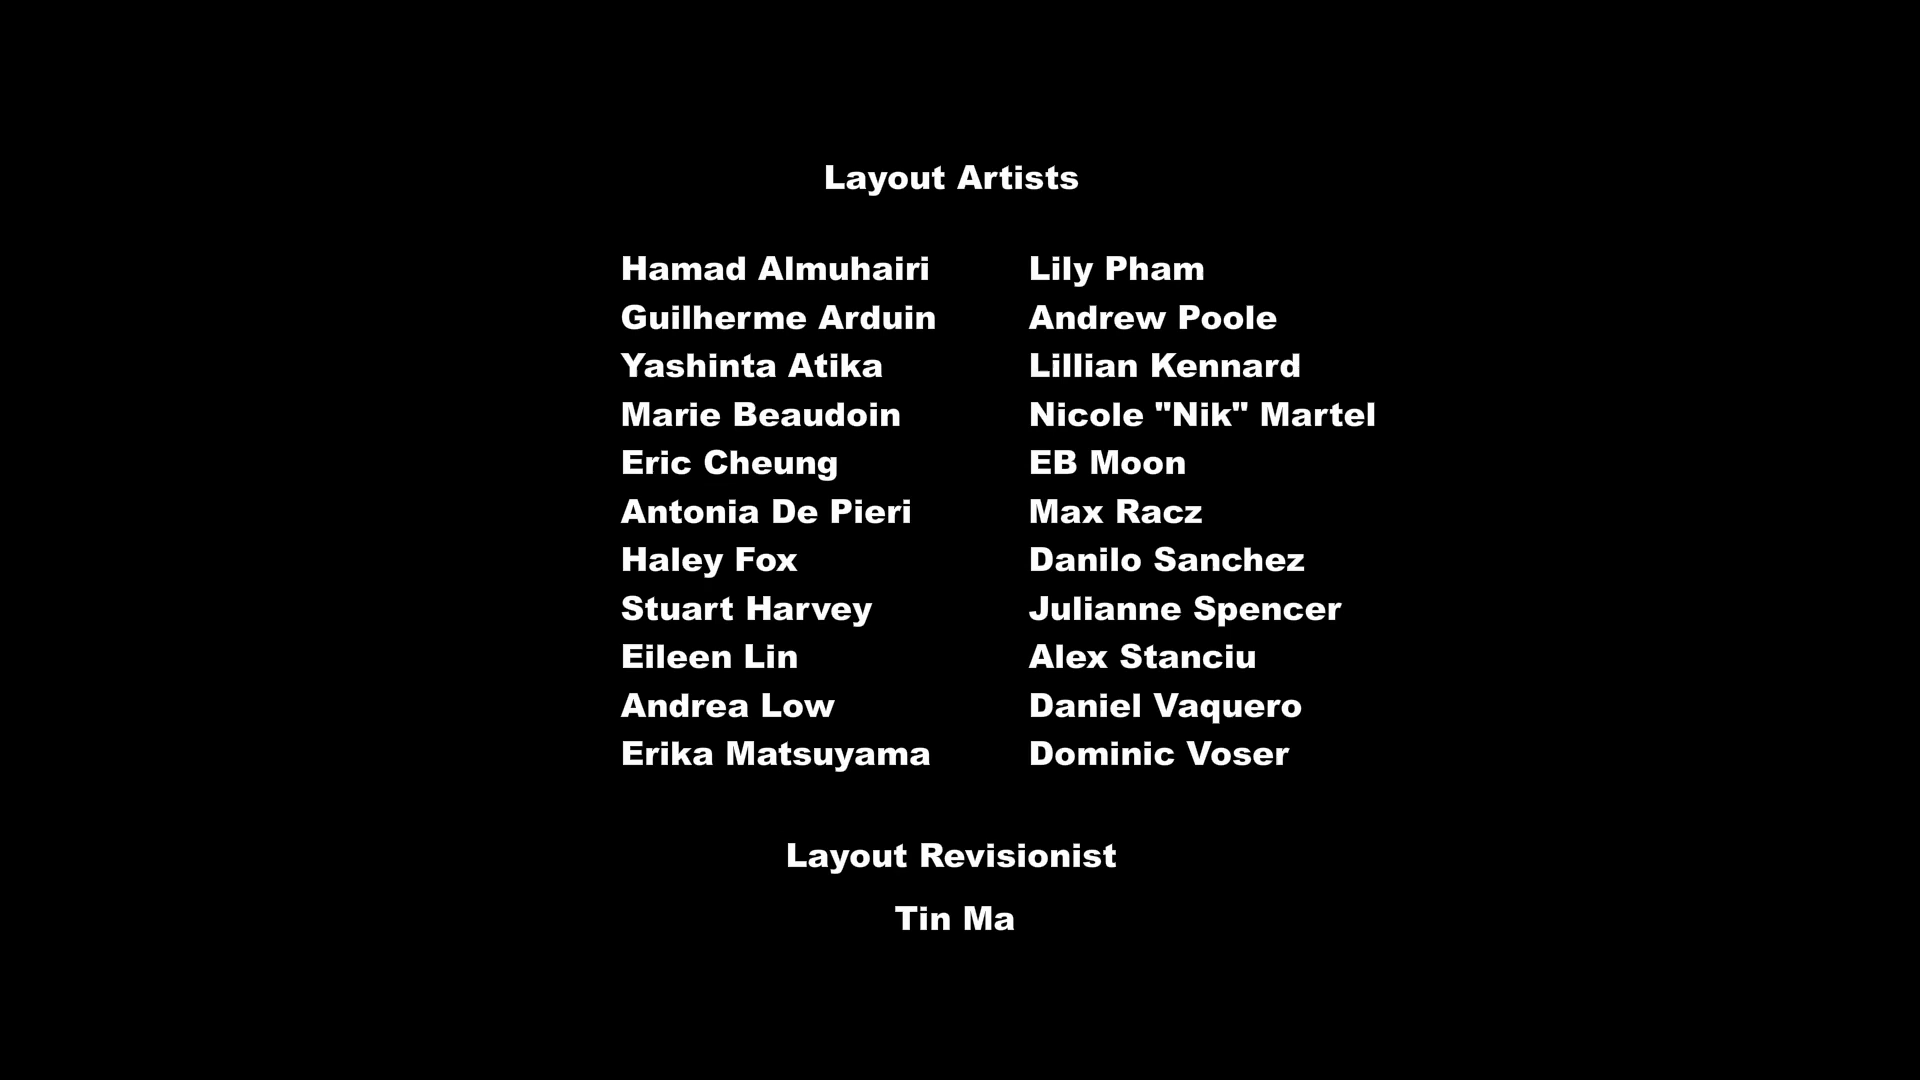 Layout Artists
Hamad Almuhairi
Guilherme Arduin
Yashinta Atika
Marie Beaudoin
Eric Cheung
Antonia De Pieri
Haley Fox
Stuart Harvey
Eileen Lin
Andrea Low
Erika Matsuyama
Lily Pham
Andrew Poole
Lillian Kennard
Nicole "Nik" Martel
EB Moon
Max Racz
Danilo Sanchez
Julianne Spencer
Alex Stanciu
Daniel Vaquero
Dominic Voser
Layout Revisionist
Tin Ma